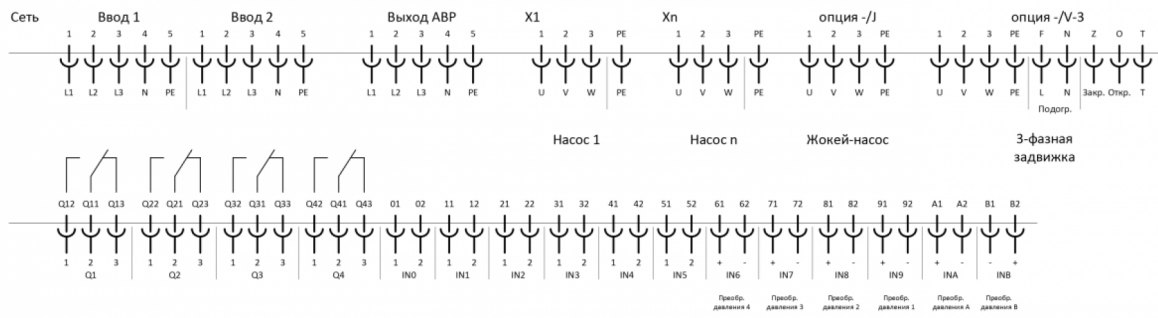 Сеть Ввод 1 Ввод 2 Выход АВР X1 Xn опция -/J опция -/V-3
1 2 3 4 5 1 2 3 4 5 1 2 3 4 5 1 2 3 PE 1 2 3 PE 1 2 3 PE 1 2 3 PE F N Z O T
L1 L2 L3 N PE L1 L2 L3 N PE L1 L2 L3 N PE U V W PE U V W PE U V W PE U V W PE L N Закр. Откр. T
Подогр.
Насос 1 Насос n Жокей-насос 3-фазная
задвижка
Q12 Q11 Q13 Q22 Q21 Q23 Q32 Q31 Q33 Q42 Q41 Q43 01 02 11 12 21 22 31 32 41 42 51 52 61 62 71 72 81 82 91 92 A1 A2 B1 B2
1 2 3 1 2 3 1 2 3 1 2 3 1 2 1 2 1 2 1 2 1 2 1 2 + - + - + - + - + - - +
Q1 Q2 Q3 Q4 IN0 IN1 IN2 IN3 IN4 IN5 IN6 IN7 IN8 IN9 INA INB
Преобр. Преобр. Преобр. Преобр. Преобр. Преобр.
давления 4 давления 3 давления 2 давления 1 давления A давления B